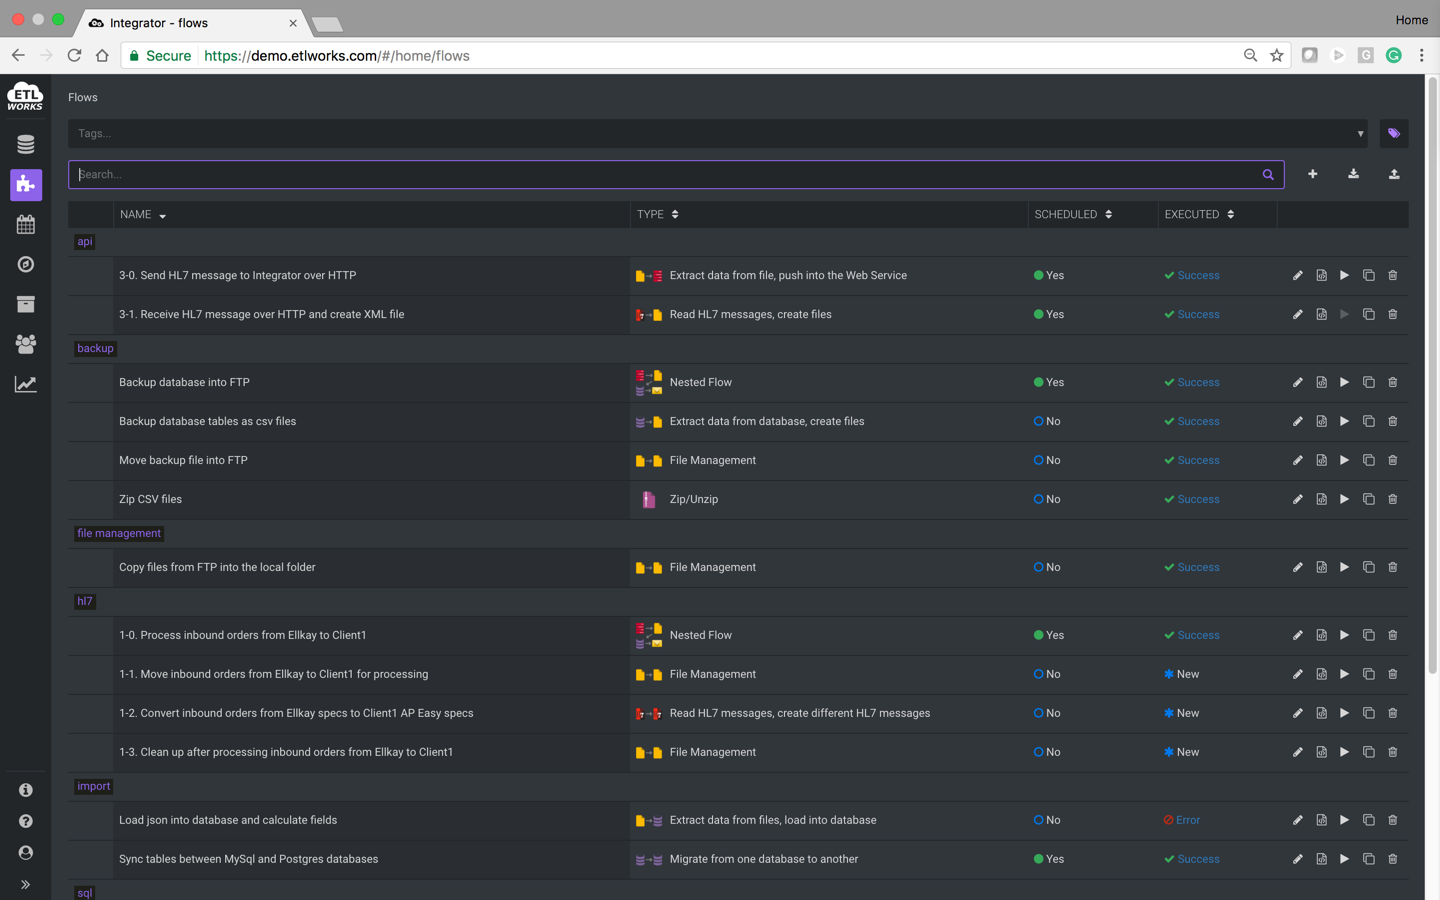 Integrator - flows
Home
Secure https://demo.etlworks.com/#/home/flows
ETL
WORKS
Flows
Tags...
Search...
NAME TYPE SCHEDULED EXECUTED
api
3-0. Send HL7 message to Integrator over HTTP Extract data from file, push into the Web Service Yes Success
3-1. Receive HL7 message over HTTP and create XML file Read HL7 messages, create files Yes Success
backup
Backup database into FTP Nested Flow Yes Success
Backup database tables as csv files Extract data from database, create files No Success
Move backup file into FTP File Management No Success
Zip CSV files Zip/Unzip No Success
file management
Copy files from FTP into the local folder File Management No Success
hl7
1-0. Process inbound orders from Ellkay to Client1 Nested Flow Yes Success
1-1. Move inbound orders from Ellkay to Client1 for processing File Management No New
1-2. Convert inbound orders from Ellkay specs to Client1 AP Easy specs Read HL7 messages, create different HL7 messages No New
1-3. Clean up after processing inbound orders from Ellkay to Client1 File Management No New
import
Load json into database and calculate fields Extract data from files, load into database No Error
Sync tables between MySql and Postgres databases Migrate from one database to another Yes Success
sql